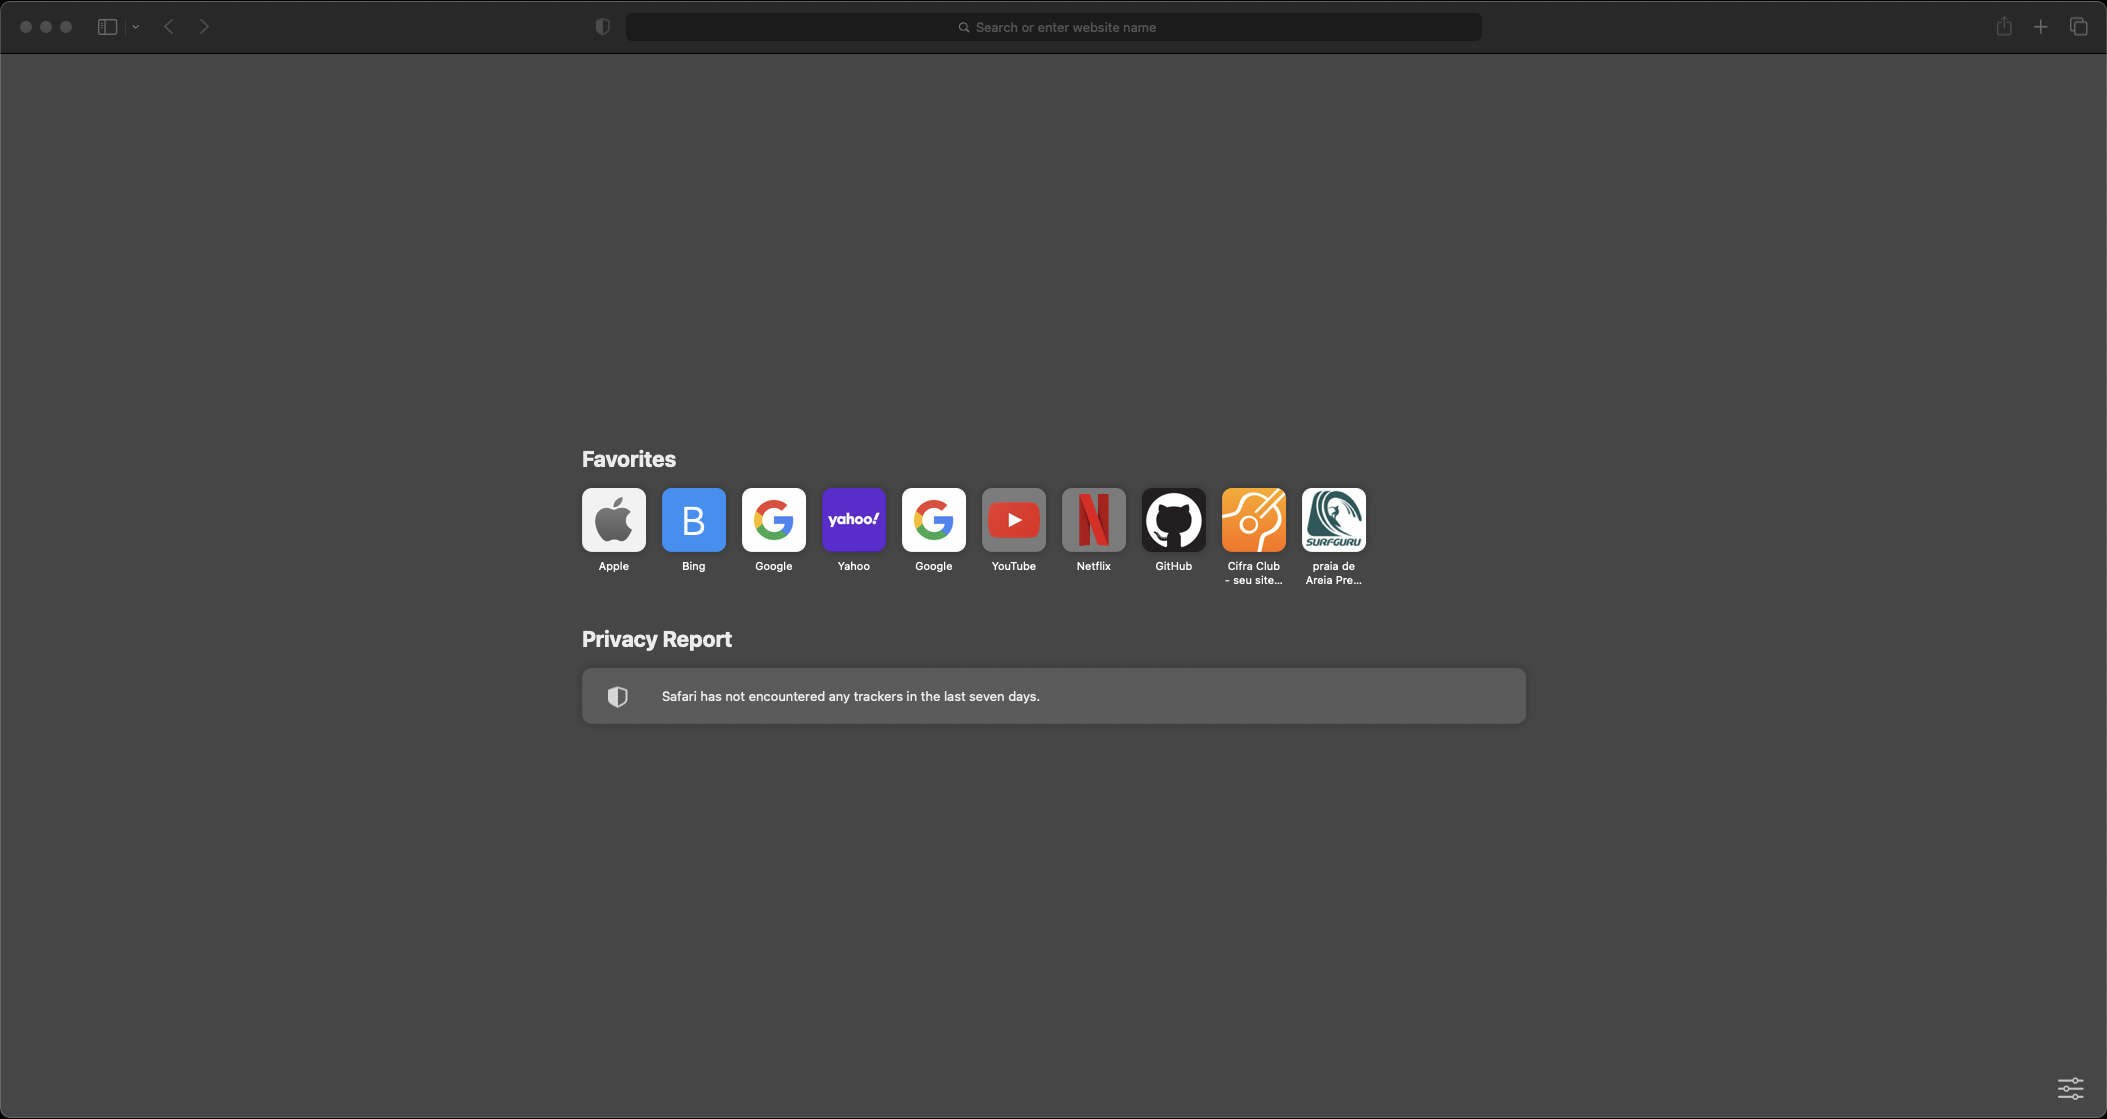 Search or enter website name
Favorites
B
yahoo!
SURFGURU
Apple
Bing
Google
Yahoo
Google
YouTube
Netflix
GitHub
Cifra Club
- seu site...
praia de
Areia Pre...
Privacy Report
Safari has not encountered any trackers in the last seven days.